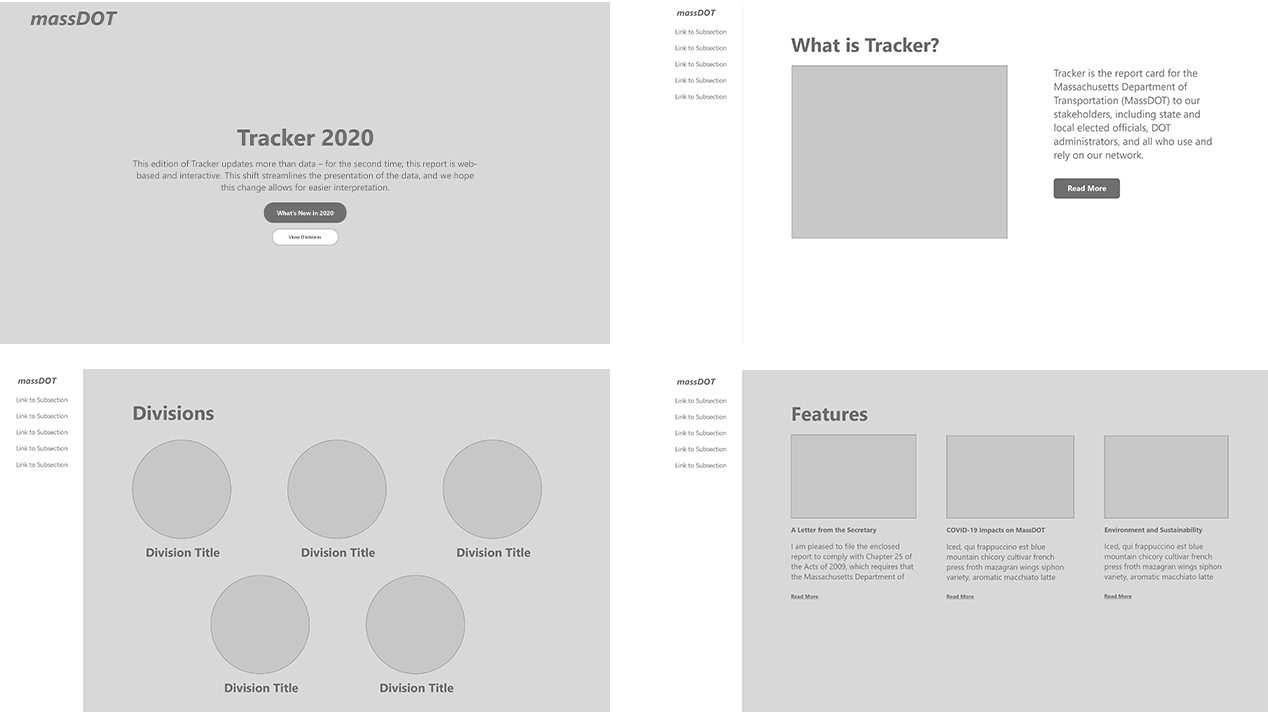 massDOT
Tracker 2020
This edition of Tracker updates more than data – for the second time, this report is web-
based and interactive. This shift streamlines the presentation of the data, and we hope
this change allows for easier interpretation.
What's New in 2020
View Divisions
massDOT
Link to Subsection
Link to Subsection
Link to Subsection
Link to Subsection
Link to Subsection
What is Tracker?
Tracker is the report card for the
Massachusetts Department of
Transportation (MassDOT) to our
stakeholders, including state and
local elected officials, DOT
administrators, and all who use and
rely on our network.
Read More
massDOT
Link to Subsection
Link to Subsection
Link to Subsection
Link to Subsection
Link to Subsection
Divisions
Division Title
Division Title
Division Title
Division Title
Division Title
massDOT
Link to Subsection
Link to Subsection
Link to Subsection
Link to Subsection
Link to Subsection
Features
A Letter from the Secretary
I am pleased to file the enclosed
report to comply with Chapter 25 of
the Acts of 2009, which requires that
the Massachusetts Department of
Read More
COVID-19 Impacts on MassDOT
Iced, qui frappuccino est blue
mountain chicory cultivar french
press froth mazagran wings siphon
variety, aromatic macchiato latte
Read More
Environment and Sustainability
Iced, qui frappuccino est blue
mountain chicory cultivar french
press froth mazagran wings siphon
variety, aromatic macchiato latte
Read More